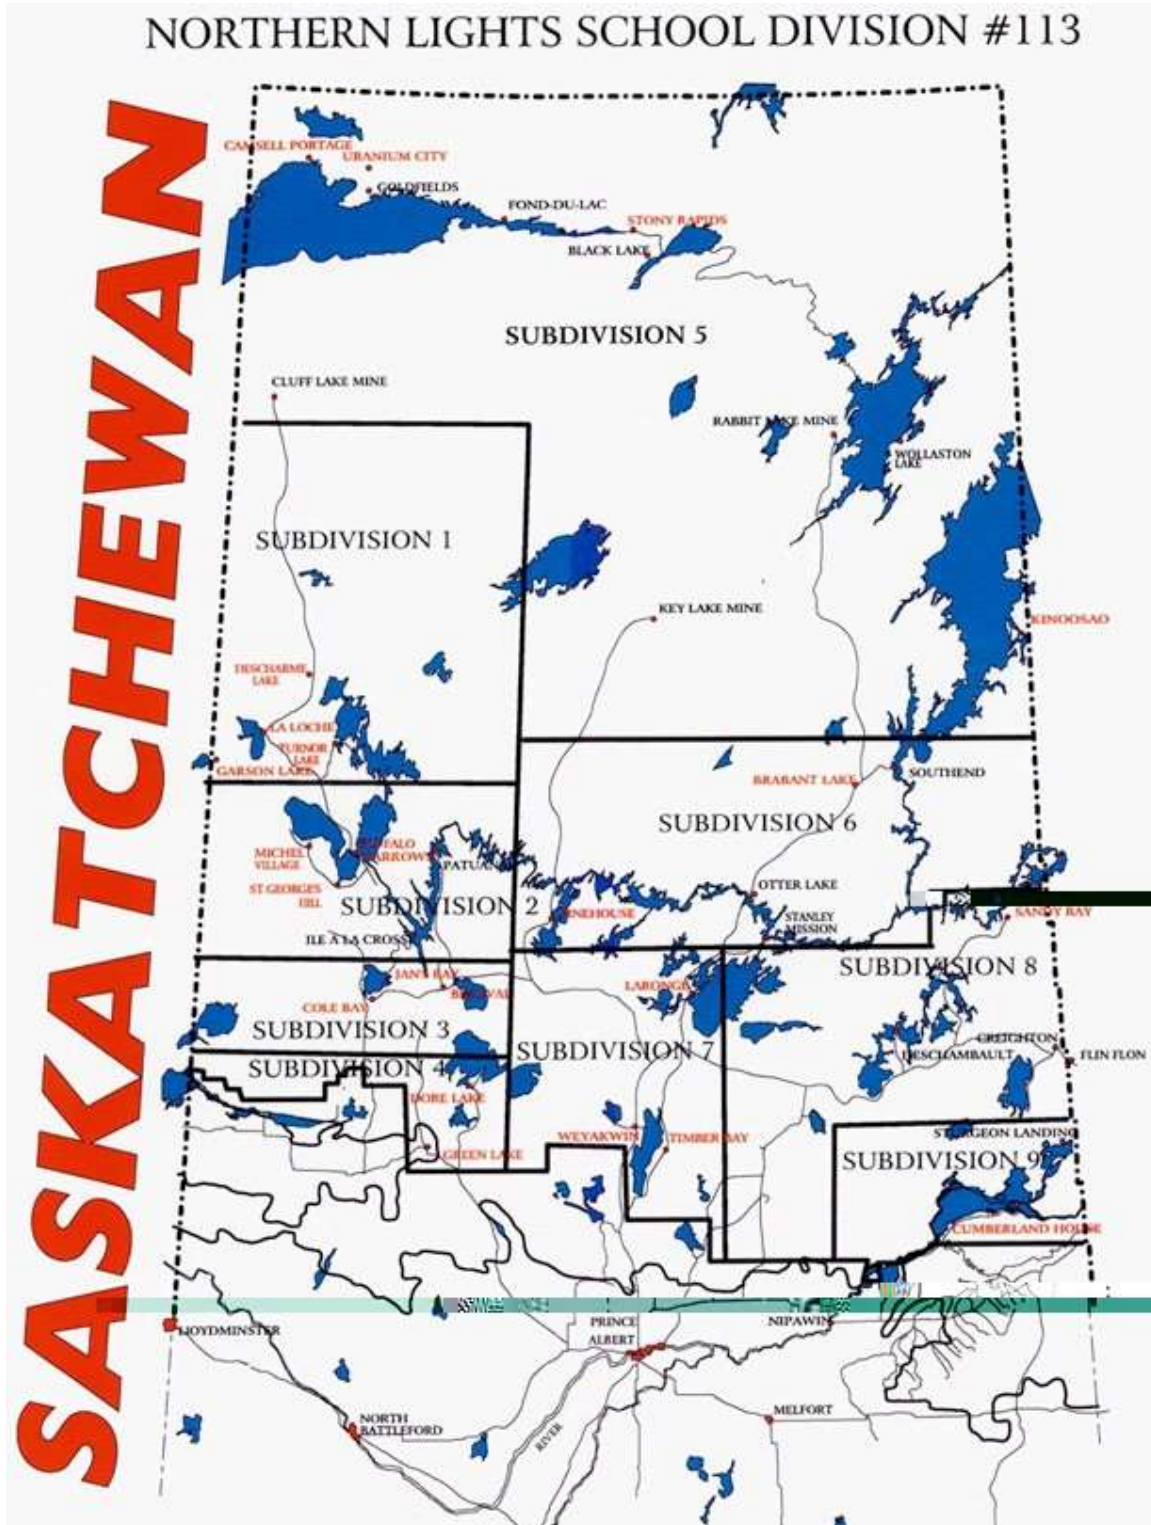 NORTHERN LIGHTS SCHOOL DIVISION #113
SASKATCHEWAN
CAMSELL PORTAGE
URANIUM CITY
GOLDFIELDS
FOND-DU-LAC
STONY RAPIDS
BLACK LAKE
SUBDIVISION 5
CLUFF LAKE MINE
RABBIT LAKE MINE
WOLLASTON
LAKE
SUBDIVISION 1
KEY LAKE MINE
KINOOSAO
DESCHARME
LAKE
LA LOCHE
TURNOR
LAKE
GARSON LAKE
SOUTHEND
BRABANT LAKE
SUBDIVISION 6
MICHEL
VILLAGE
ST GEORGES
HILL
SUBDIVISION 2
OTTER LAKE
STANLEY
MISSION
SANDY BAY
ILE A LA CROSSE
SUBDIVISION 8
JANS BAY
COLE BAY
LARONGE
SUBDIVISION 3
SUBDIVISION 7
CREIGHTON
DESCHAMBAULT
FLIN FLON
SUBDIVISION 4
DORE LAKE
WEYAKWIN
TIMBER BAY
STURGEON LANDING
GREEN LAKE
SUBDIVISION 9
CUMBERLAND HOUSE
LLOYDMINSTER
PRINCE
ALBERT
NIPAWIN
MELFORT
NORTH
BATTLEFORD
RIVER